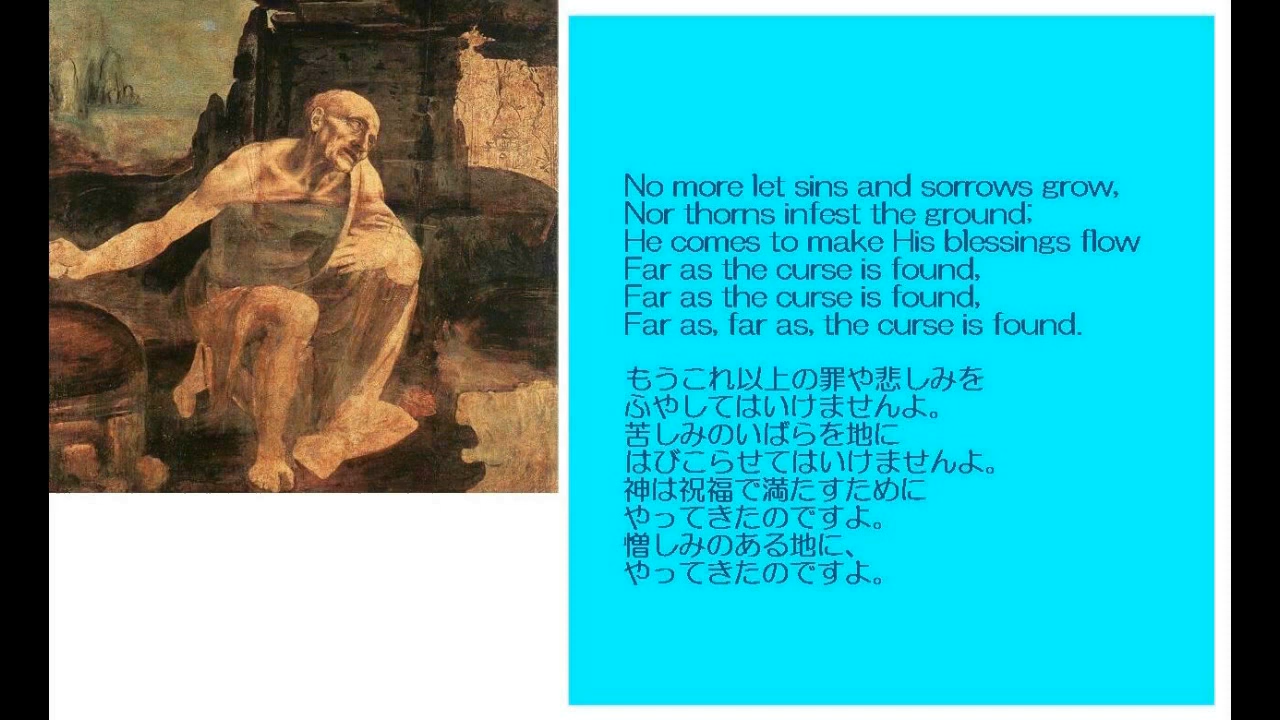 No more let sins and sorrows grow,
Nor thorns infest the ground;
He comes to make His blessings flow
Far as the curse is found,
Far as the curse is found,
Far as, far as, the curse is found.
もうこれ以上の罪や悲しみを
ふやしてはいけませんよ。
苦しみのいばらを地に
はびこらせてはいけませんよ。
神は祝福で満たすために
やってきたのですよ。
憎しみのある地に、
やってきたのですよ。